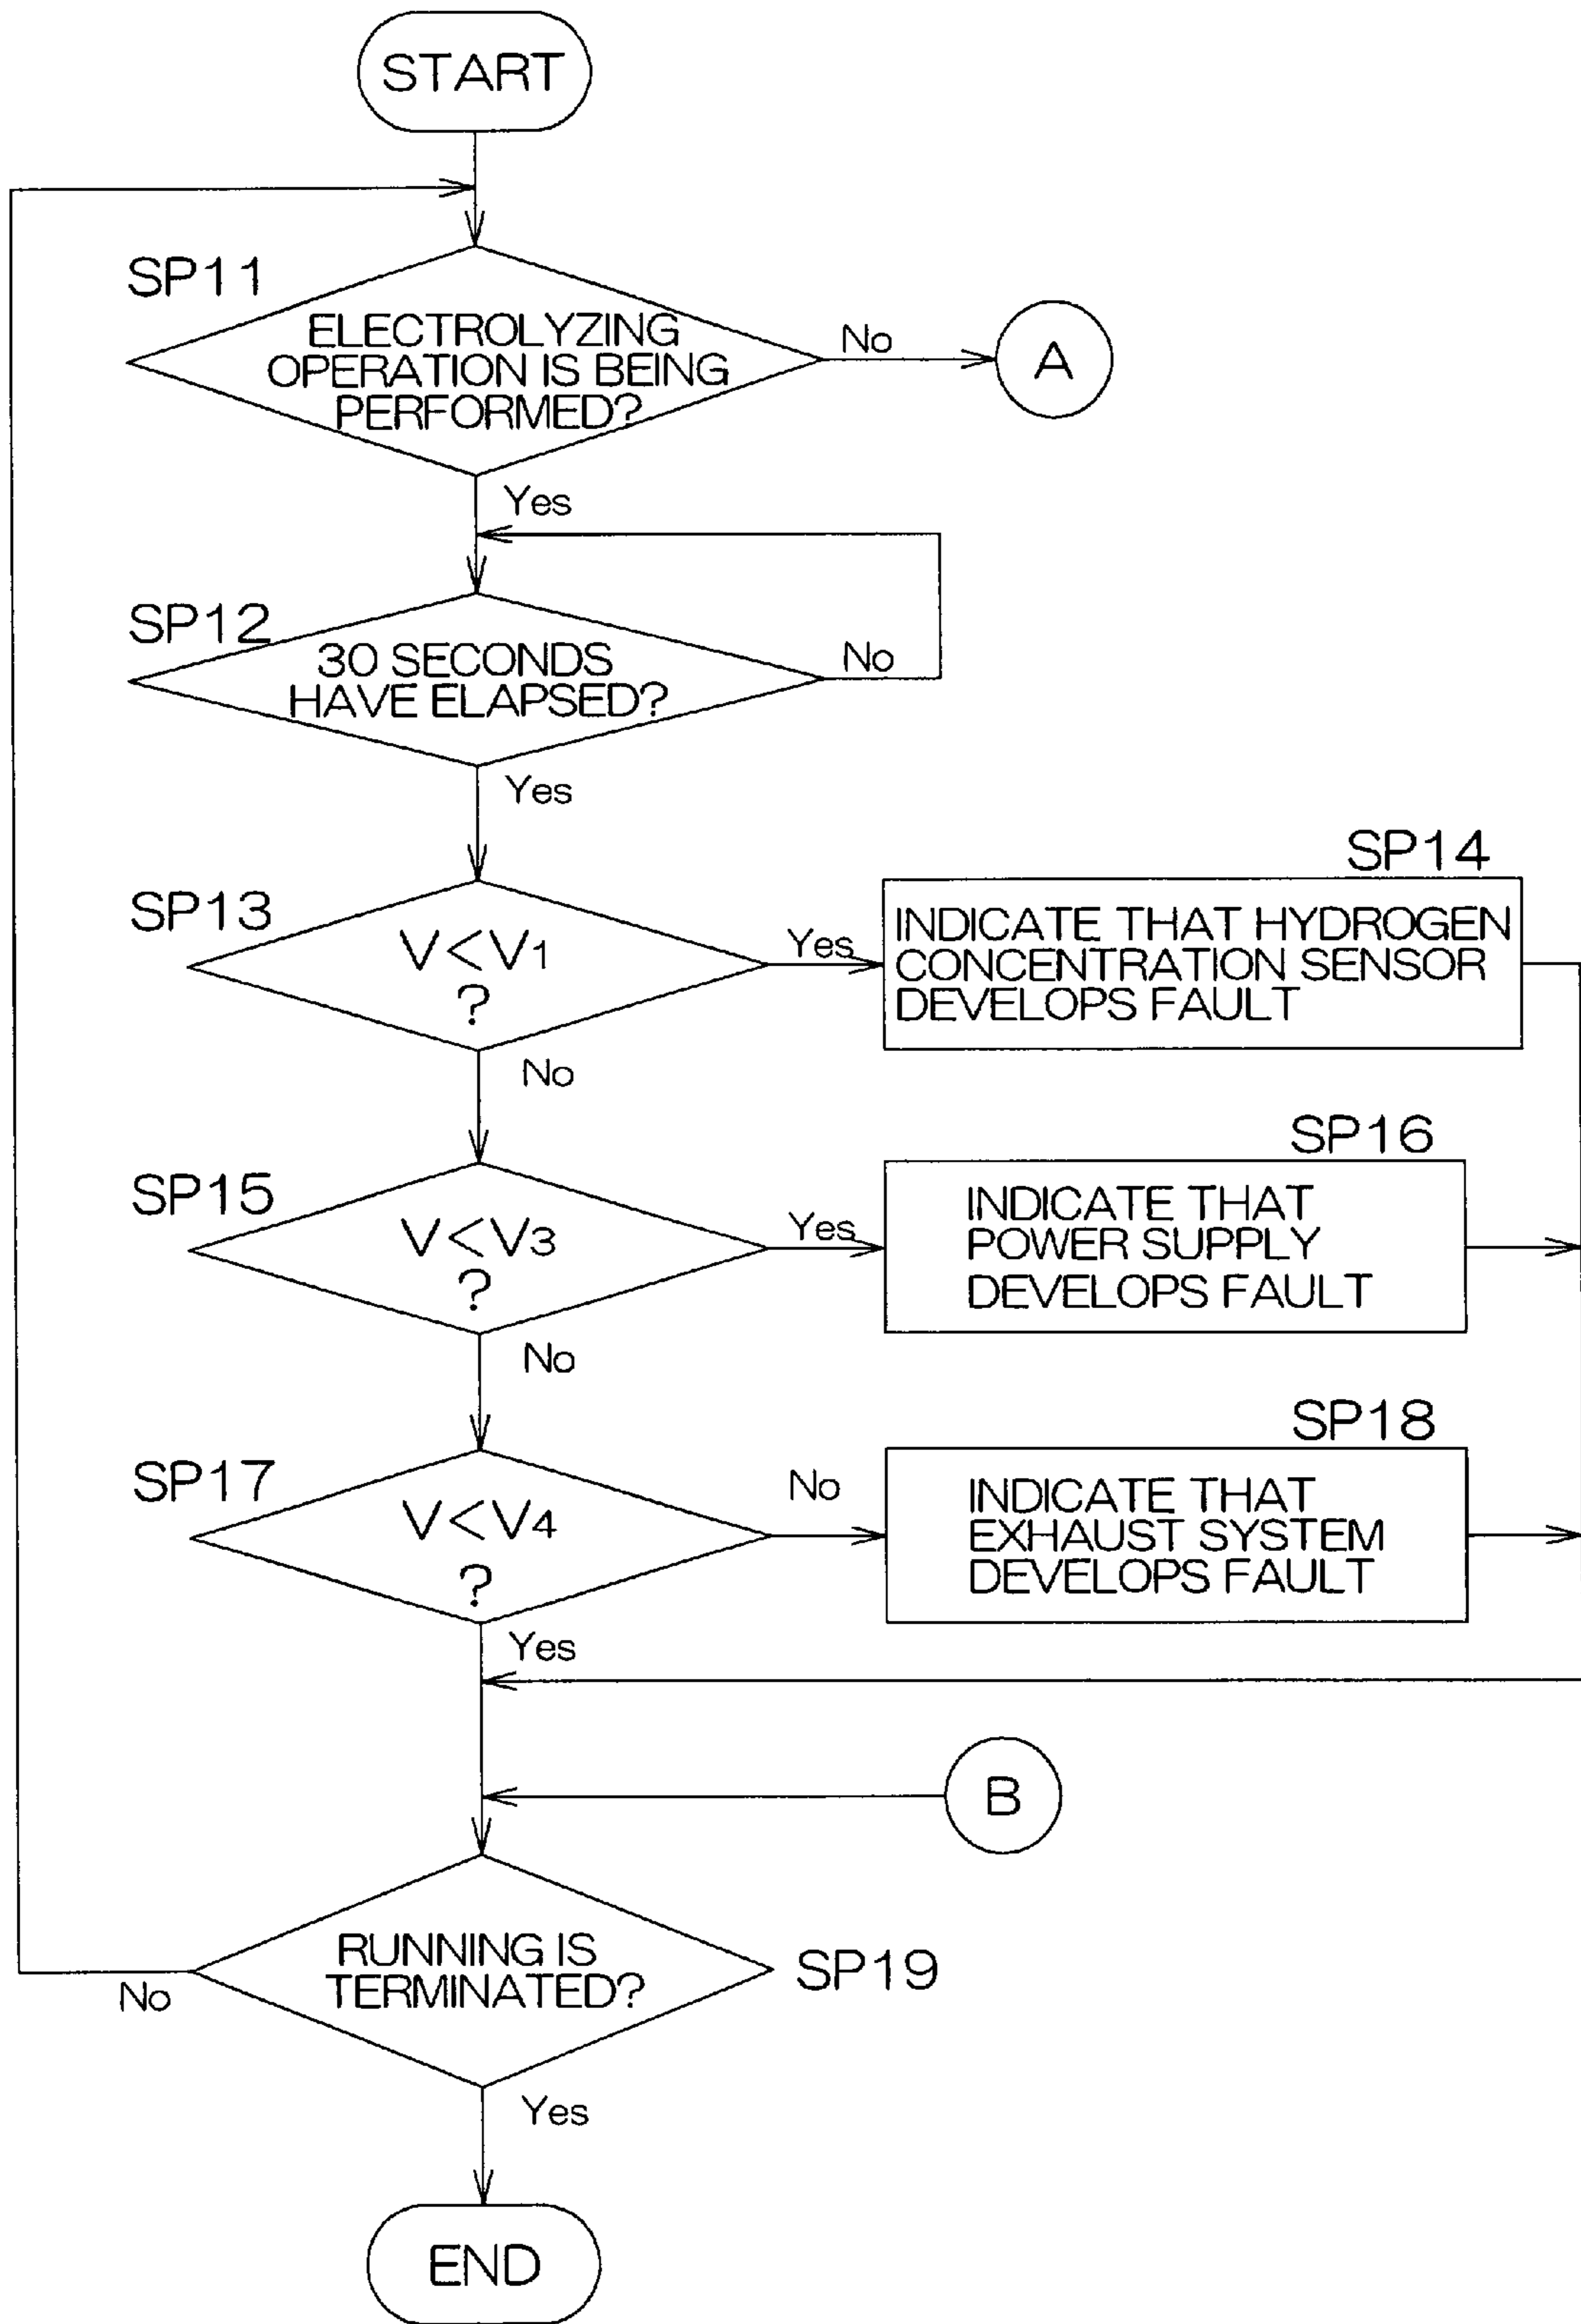 START
SP11
ELECTROLYZING
OPERATION IS BEING
PERFORMED?
No
A
Yes
SP12
30 SECONDS
HAVE ELAPSED?
No
Yes
SP13
V<V1
?
Yes
SP14
INDICATE THAT HYDROGEN
CONCENTRATION SENSOR
DEVELOPS FAULT
No
SP15
V<V3
?
Yes
SP16
INDICATE THAT
POWER SUPPLY
DEVELOPS FAULT
No
SP17
V<V4
?
No
SP18
INDICATE THAT
EXHAUST SYSTEM
DEVELOPS FAULT
Yes
B
RUNNING IS
TERMINATED?
SP19
No
Yes
END